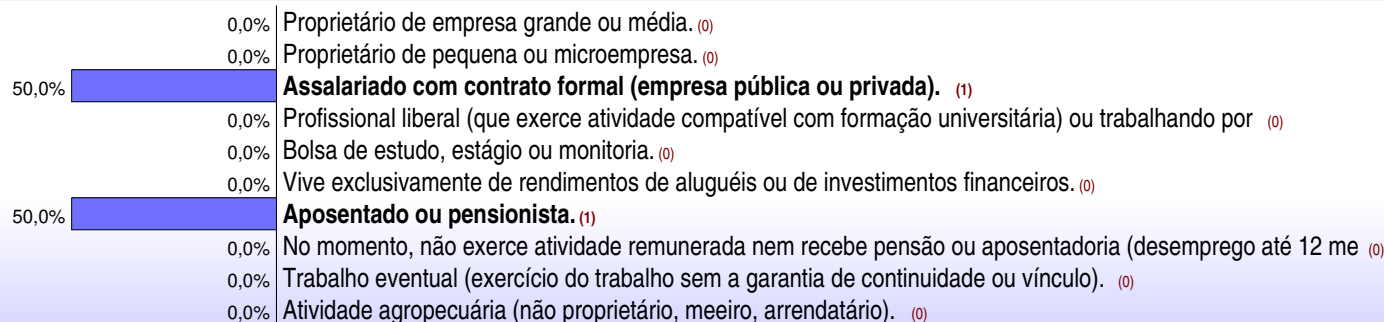 0,0% Proprietário de empresa grande ou média. (0)
0,0% Proprietário de pequena ou microempresa. (0)
50,0% Assalariado com contrato formal (empresa pública ou privada). (1)
0,0% Profissional liberal (que exerce atividade compatível com formação universitária) ou trabalhando por (0)
0,0% Bolsa de estudo, estágio ou monitoria. (0)
0,0% Vive exclusivamente de rendimentos de aluguéis ou de investimentos financeiros. (0)
50,0% Aposentado ou pensionista. (1)
0,0% No momento, não exerce atividade remunerada nem recebe pensão ou aposentadoria (desemprego até 12 me (0)
0,0% Trabalho eventual (exercício do trabalho sem a garantia de continuidade ou vínculo). (0)
0,0% Atividade agropecuária (não proprietário, meeiro, arrendatário). (0)